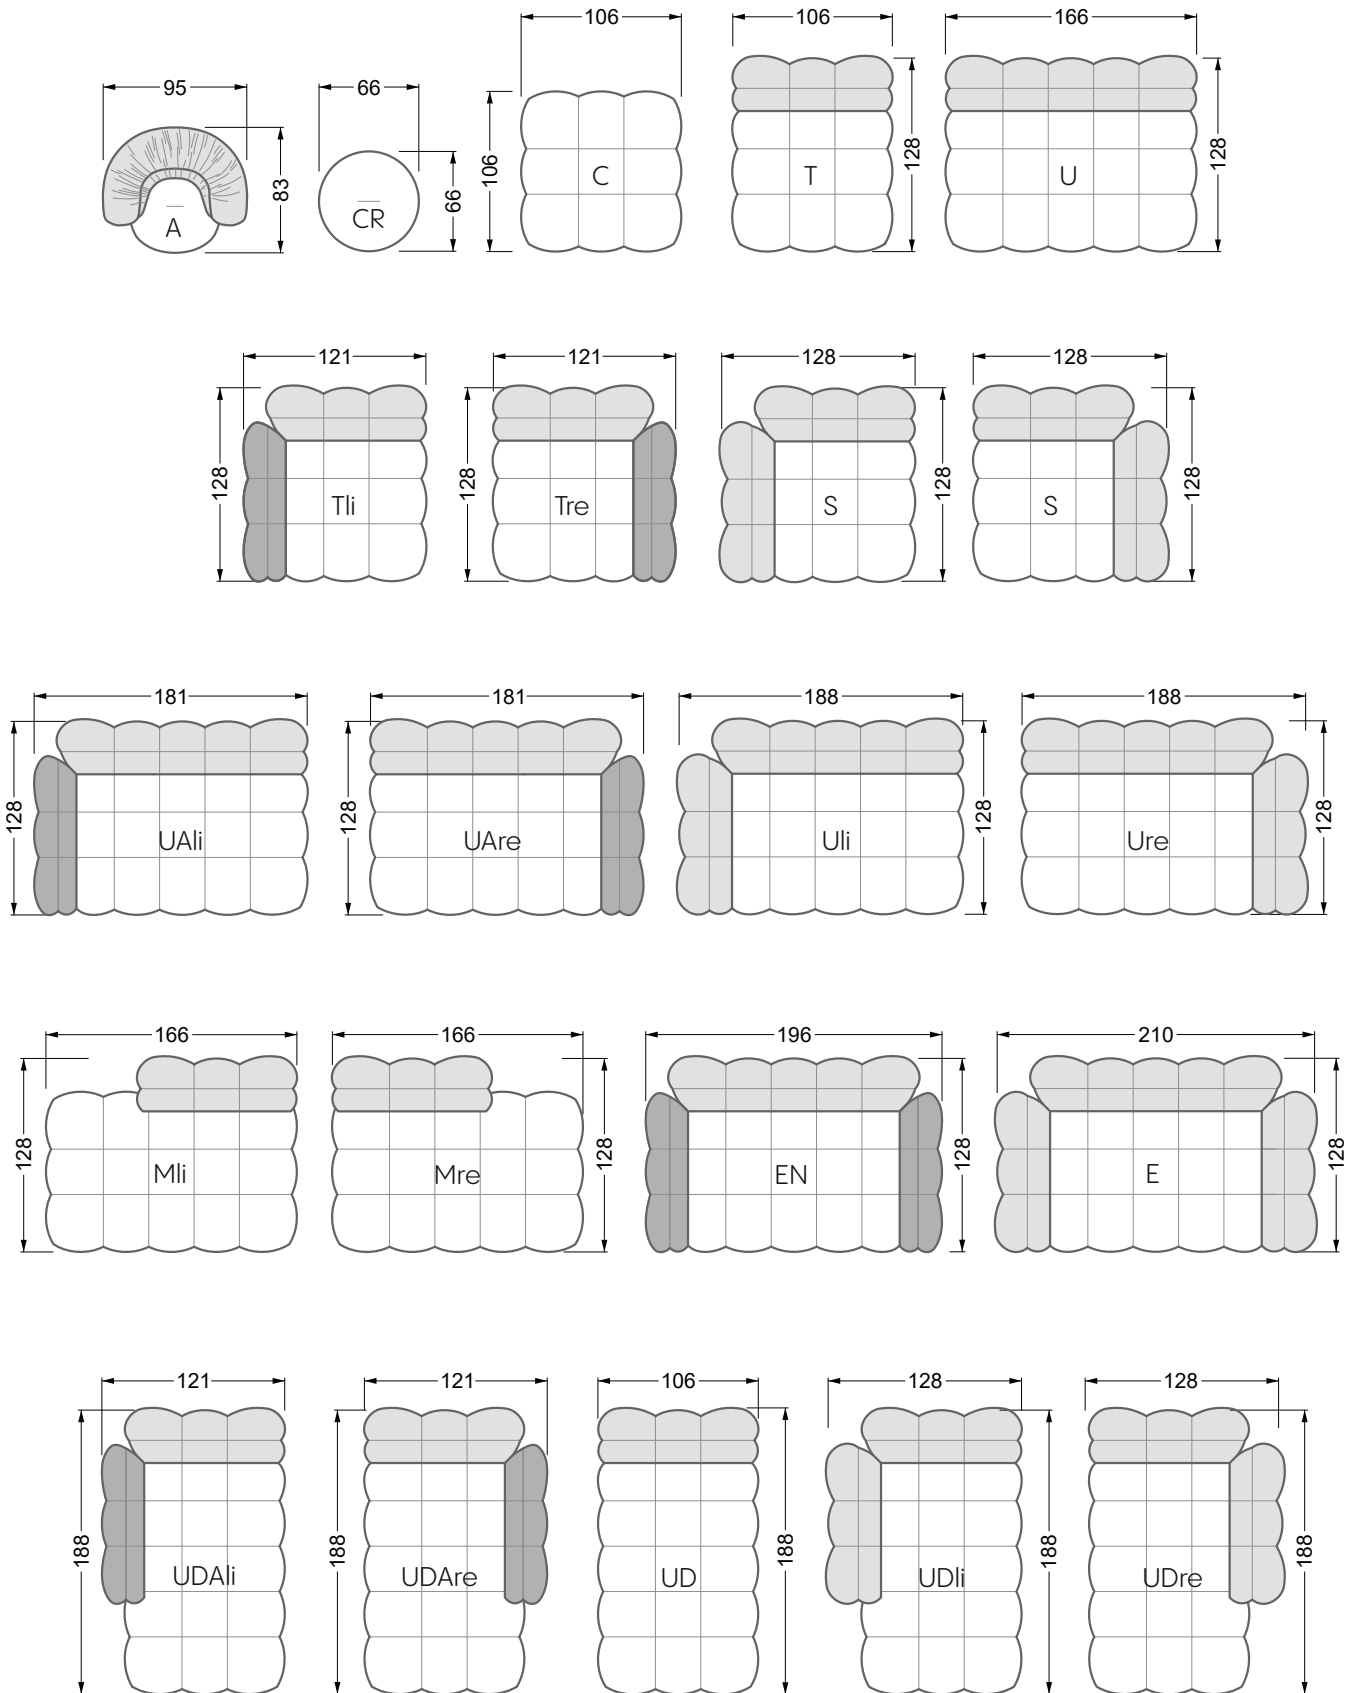 106 106 166
95 66
106 128 128
83 66
A CR C T U
121 121 128 128
128 128 128 128
Tli Tre S S
181 181 188 188
128 128 128 128
UAli UAre Uli Ure
166 166 196 210
128 128 128 128
Mli Mre EN E
121 121 106 128 128
188 188 188 188 188
UDAli UDAre UD UDli UDre